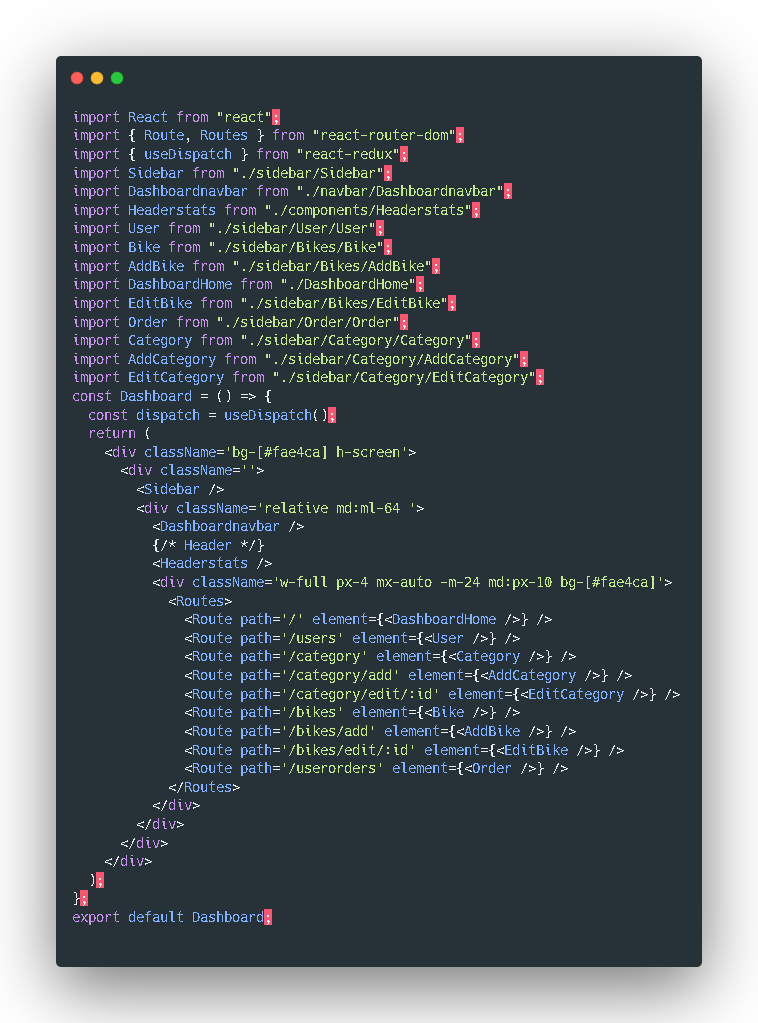 import React from "react";
import { Route, Routes } from "react-router-dom";
import { useDispatch } from "react-redux";
import Sidebar from "./sidebar/Sidebar";
import Dashboardnavbar from "./navbar/Dashboardnavbar";
import Headerstats from "./components/Headerstats";
import User from "./sidebar/User/User";
import Bike from "./sidebar/Bikes/Bike";
import AddBike from "./sidebar/Bikes/AddBike";
import DashboardHome from "./DashboardHome";
import EditBike from "./sidebar/Bikes/EditBike";
import Order from "./sidebar/Order/Order";
import Category from "./sidebar/Category/Category";
import AddCategory from "./sidebar/Category/AddCategory";
import EditCategory from "./sidebar/Category/EditCategory";
const Dashboard = () => {
  const dispatch = useDispatch();
  return (
    <div className='bg-[#fae4ca] h-screen'>
      <div className=''>
        <Sidebar />
        <div className='relative md:ml-64 '>
          <Dashboardnavbar />
          {/* Header */}
          <Headerstats />
          <div className='w-full px-4 mx-auto -m-24 md:px-10 bg-[#fae4ca]'>
            <Routes>
              <Route path='/' element={<DashboardHome />} />
              <Route path='/users' element={<User />} />
              <Route path='/category' element={<Category />} />
              <Route path='/category/add' element={<AddCategory />} />
              <Route path='/category/edit/:id' element={<EditCategory />} />
              <Route path='/bikes' element={<Bike />} />
              <Route path='/bikes/add' element={<AddBike />} />
              <Route path='/bikes/edit/:id' element={<EditBike />} />
              <Route path='/userorders' element={<Order />} />
            </Routes>
          </div>
        </div>
      </div>
    </div>
  );
};
export default Dashboard;